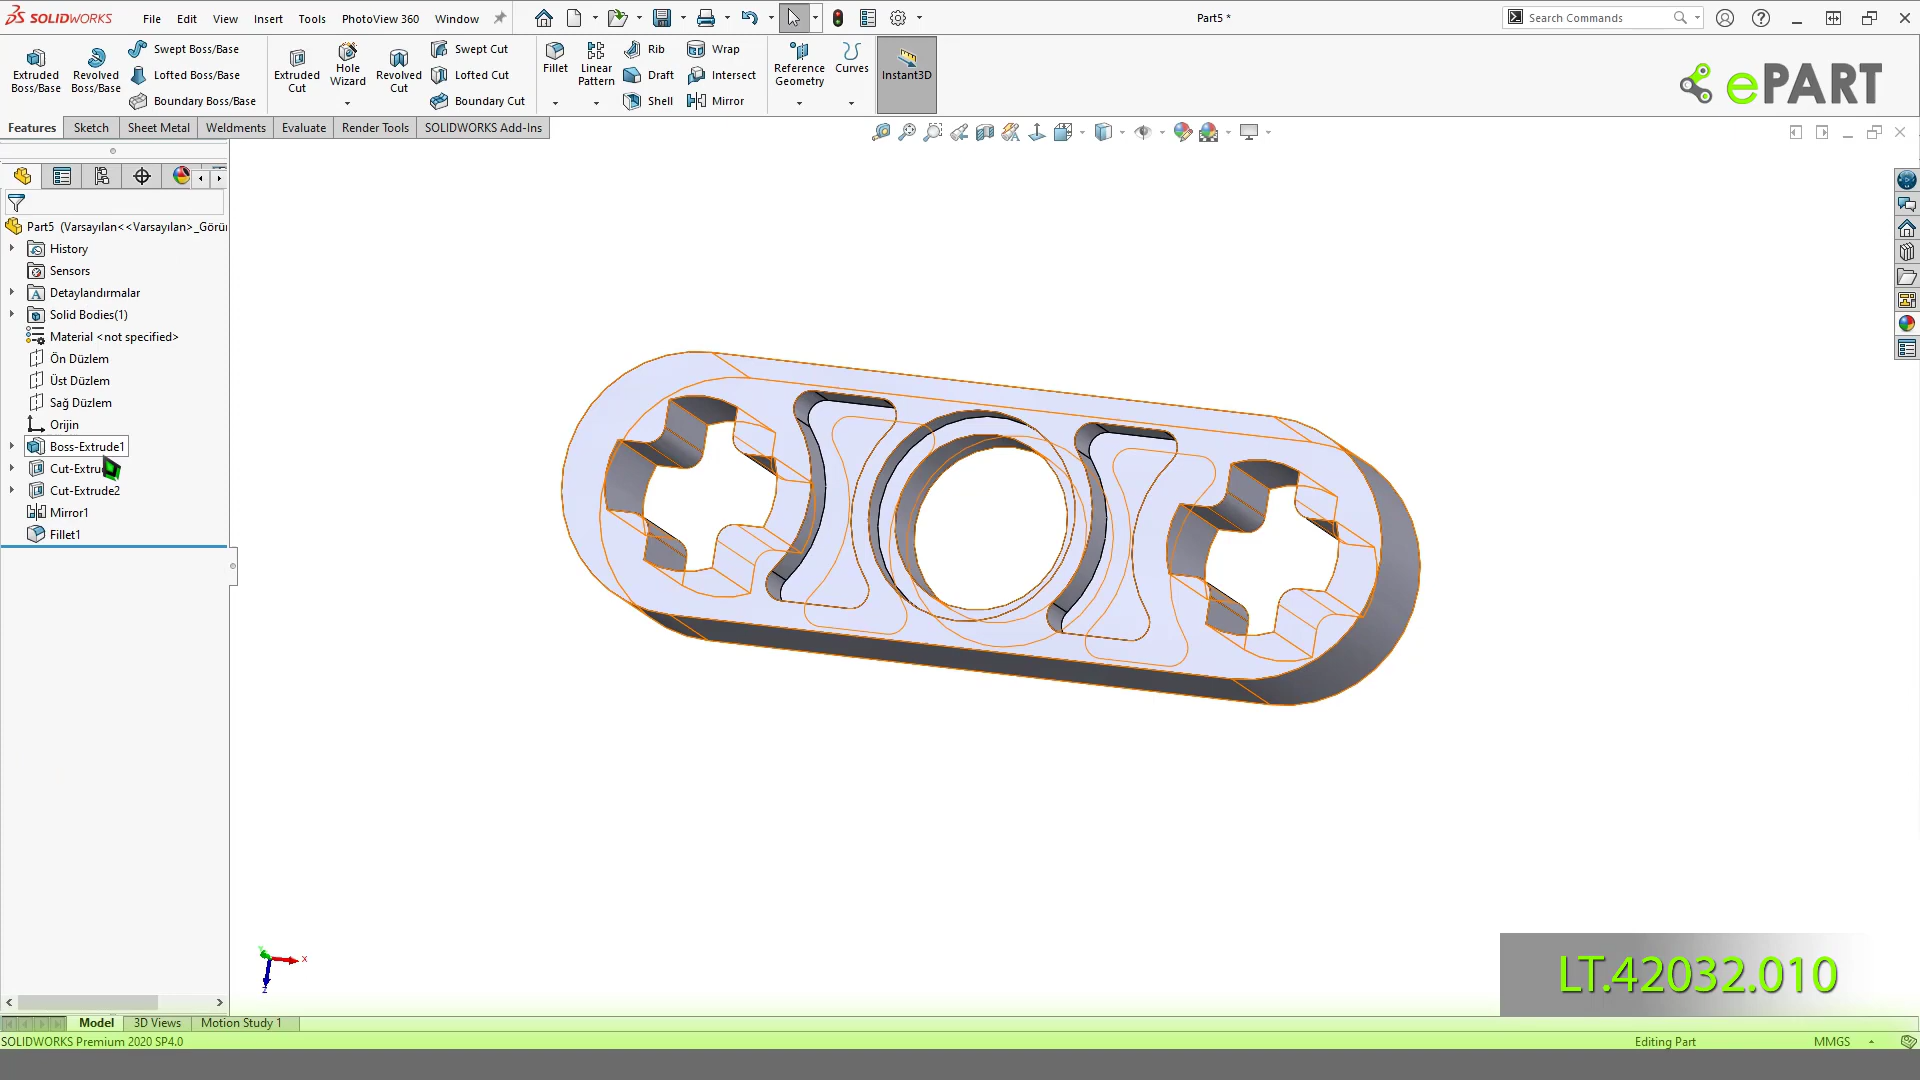 SOLIDWORKS
File Edit View Insert Tools PhotoView 360 Window
Part5 *
Search Commands
Extruded Boss/Base
Revolved Boss/Base
Swept Boss/Base
Lofted Boss/Base
Boundary Boss/Base
Extruded Cut
Hole Wizard
Revolved Cut
Swept Cut
Lofted Cut
Boundary Cut
Fillet
Linear Pattern
Rib
Draft
Shell
Wrap
Intersect
Mirror
Reference Geometry
Curves
Instant3D
ePART
Features Sketch Sheet Metal Weldments Evaluate Render Tools SOLIDWORKS Add-Ins
Part5 (Varsayılan<<Varsayılan>_Görü
History
Sensors
Detaylandırmalar
Solid Bodies(1)
Material <not specified>
Ön Düzlem
Üst Düzlem
Sağ Düzlem
Orijin
Boss-Extrude1
Cut-Extru
Cut-Extrude2
Mirror1
Fillet1
Y
X
Z
LT.42032.010
Model 3D Views Motion Study 1
SOLIDWORKS Premium 2020 SP4.0
Editing Part
MMGS